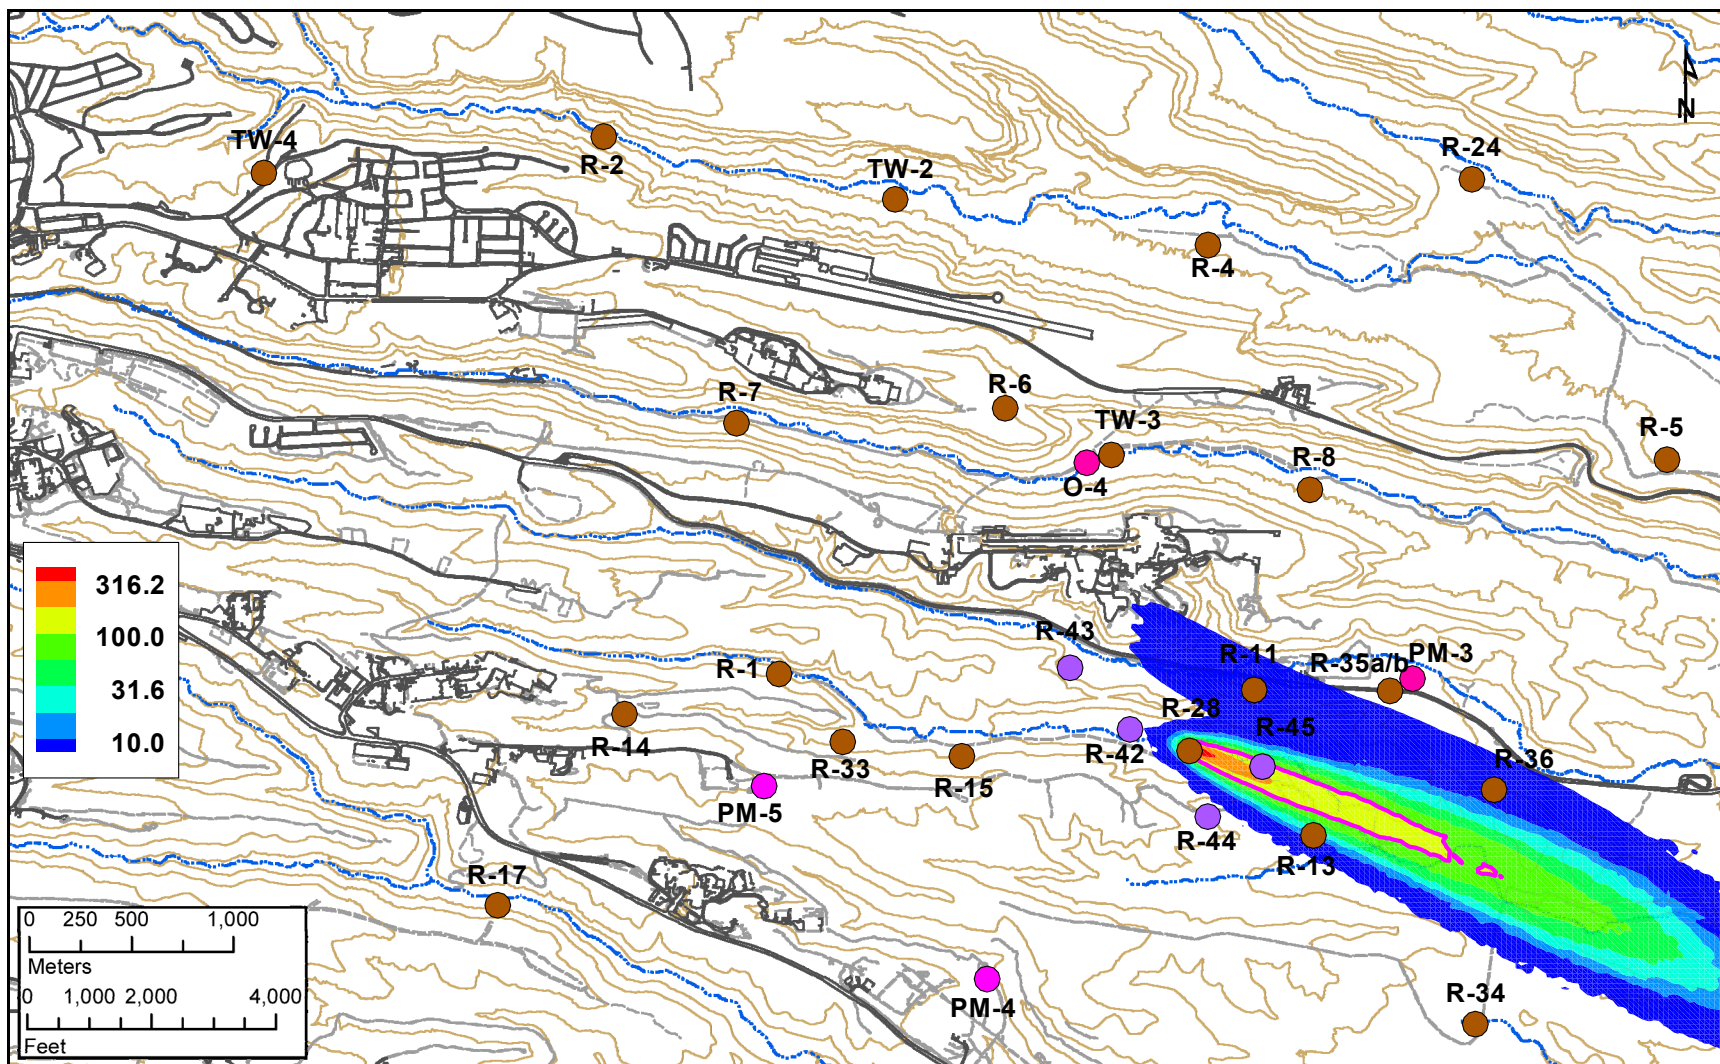 N
TW-4
R-2
TW-2
R-24
R-4
R-7
R-6
TW-3
O-4
R-8
R-5
316.2
100.0
31.6
10.0
R-43
R-1
R-11
R-35a/b
PM-3
R-28
R-45
R-14
R-33
R-15
R-42
R-36
PM-5
R-44
R-13
R-17
PM-4
R-34
0 250 500 1,000
Meters
0 1,000 2,000 4,000
Feet